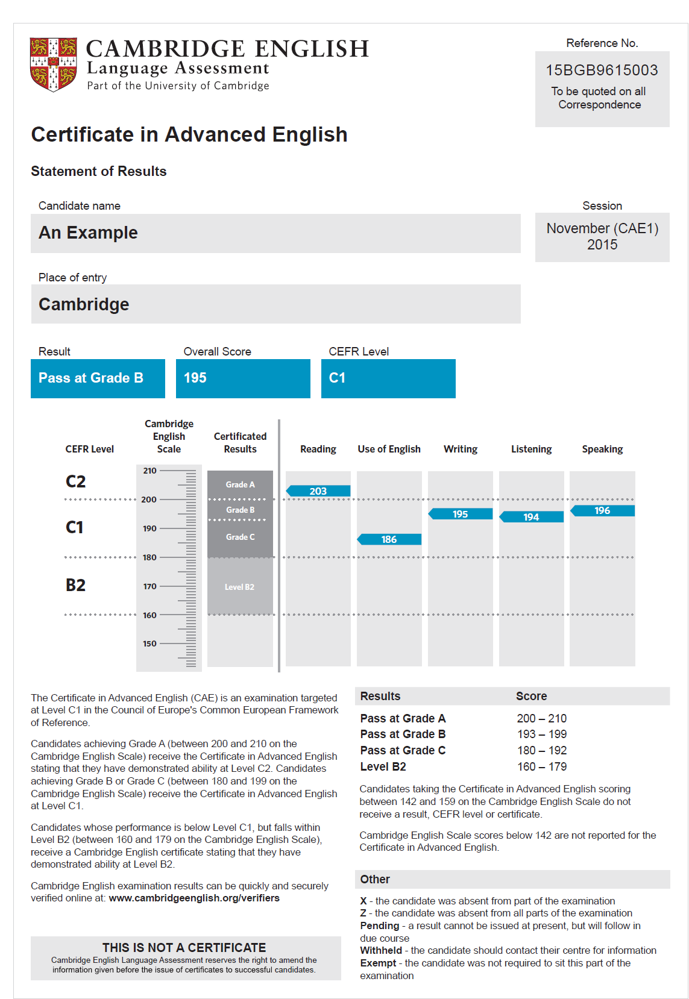 CAMBRIDGE ENGLISH
Language Assessment
Part of the University of Cambridge
Reference No.
15BGB9615003
To be quoted on all
Correspondence
Certificate in Advanced English
Statement of Results
Candidate name
An Example
Session
November (CAE1)
2015
Place of entry
Cambridge
Result
Overall Score
CEFR Level
Pass at Grade B
195
C1
CEFR Level
Cambridge
English
Scale
Certificated
Results
Reading
Use of English
Writing
Listening
Speaking
C2
C1
B2
210
200
190
180
170
160
150
Grade A
Grade B
Grade C
Level B2
203
186
195
194
196
The Certificate in Advanced English (CAE) is an examination targeted
at Level C1 in the Council of Europe's Common European Framework
of Reference.
Candidates achieving Grade A (between 200 and 210 on the
Cambridge English Scale) receive the Certificate in Advanced English
stating that they have demonstrated ability at Level C2. Candidates
achieving Grade B or Grade C (between 180 and 199 on the
Cambridge English Scale) receive the Certificate in Advanced English
at Level C1.
Candidates whose performance is below Level C1, but falls within
Level B2 (between 160 and 179 on the Cambridge English Scale),
receive a Cambridge English certificate stating that they have
demonstrated ability at Level B2.
Cambridge English examination results can be quickly and securely
verified online at: www.cambridgeenglish.org/verifiers
THIS IS NOT A CERTIFICATE
Cambridge English Language Assessment reserves the right to amend the
information given before the issue of certificates to successful candidates.
Results Score
Pass at Grade A 200 – 210
Pass at Grade B 193 – 199
Pass at Grade C 180 – 192
Level B2 160 – 179
Candidates taking the Certificate in Advanced English scoring
between 142 and 159 on the Cambridge English Scale do not
receive a result, CEFR level or certificate.
Cambridge English Scale scores below 142 are not reported for the
Certificate in Advanced English.
Other
X - the candidate was absent from part of the examination
Z - the candidate was absent from all parts of the examination
Pending - a result cannot be issued at present, but will follow in
due course
Withheld - the candidate should contact their centre for information
Exempt - the candidate was not required to sit this part of the
examination